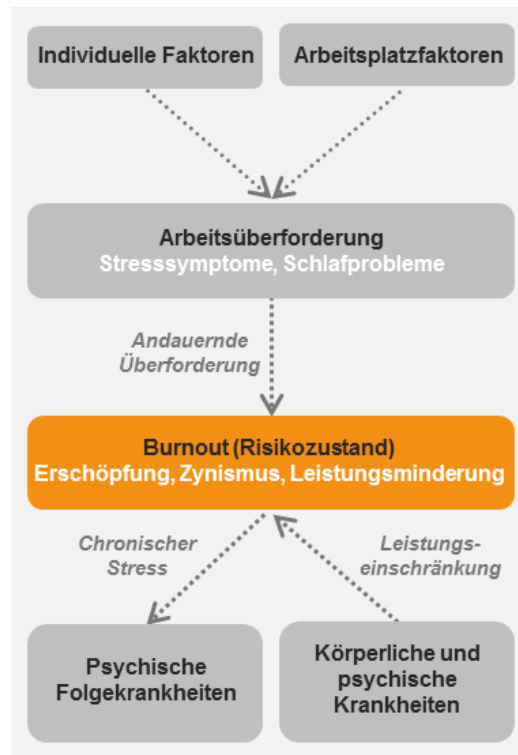 Individuelle Faktoren
Arbeitsplatzfaktoren
Arbeitsüberforderung
Stresssymptome, Schlafprobleme
Andauernde
Überforderung
Burnout (Risikozustand)
Erschöpfung, Zynismus, Leistungsminderung
Chronischer
Stress
Leistungs-
einschränkung
Psychische
Folgekrankheiten
Körperliche und
psychische
Krankheiten